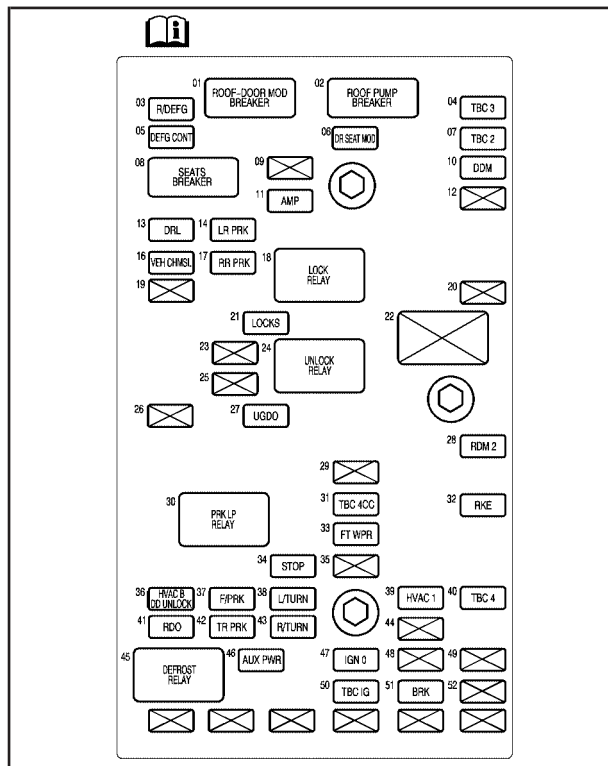 01 ROOF-DOOR MOD
BREAKER
02 ROOF PUMP
BREAKER
03 R/DEFG
04 TBC 3
05 DEFG CONT
06 DR SEAT MOD
07 TBC 2
08 SEATS
BREAKER
09
10 DDM
11 AMP
12
13 DRL
14 LR PRK
16 VEH CHMSL
17 RR PRK
18 LOCK
RELAY
19
20
21 LOCKS
22
23
24 UNLOCK
RELAY
25
26
27 UGDO
28 RDM 2
29
30 PRK LP
RELAY
31 TBC 4CC
32 RKE
33 FT WPR
34 STOP
35
36 HVAC B
DD UNLOCK
37 F/PRK
38 L/TURN
39 HVAC 1
40 TBC 4
41 RDO
42 TR PRK
43 R/TURN
44
45 DEFROST
RELAY
46 AUX PWR
47 IGN 0
48
49
50 TBC IG
51 BRK
52